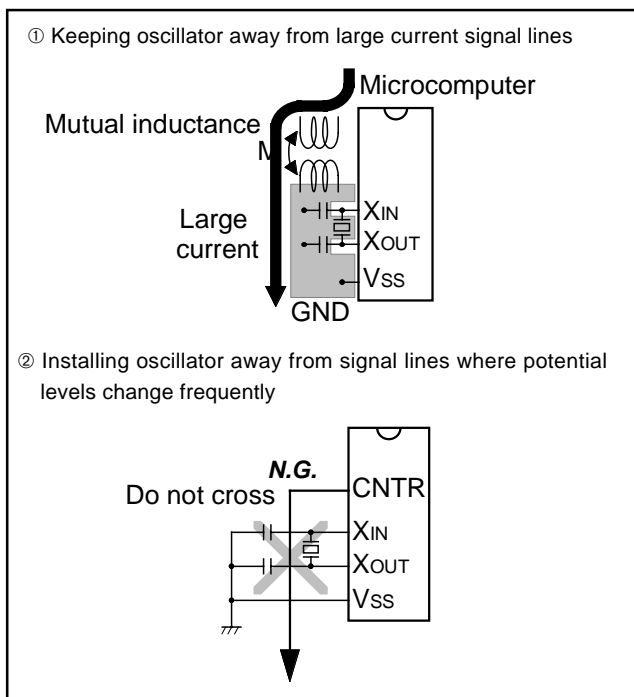 ① Keeping oscillator away from large current signal lines
Microcomputer
Mutual inductance
M
XIN
Large
current
XOUT
VSS
GND
② Installing oscillator away from signal lines where potential
levels change frequently
N.G.
Do not cross
CNTR
XIN
XOUT
VSS